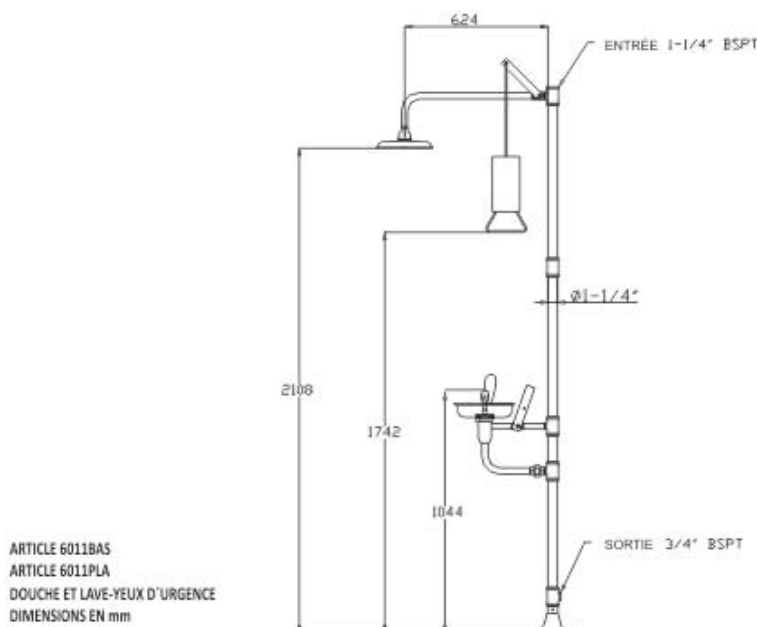 624
ENTRÉE 1-1/4" BSPT
Ø1-1/4"
2108
1742
1044
SORTIE 3/4" BSPT
ARTICLE 6011BAS
ARTICLE 6011PLA
DOUCHE ET LAVE-YEUX D´URGENCE
DIMENSIONS EN mm